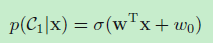 p(𝒞₁|x) = σ(wᵀx + w₀)